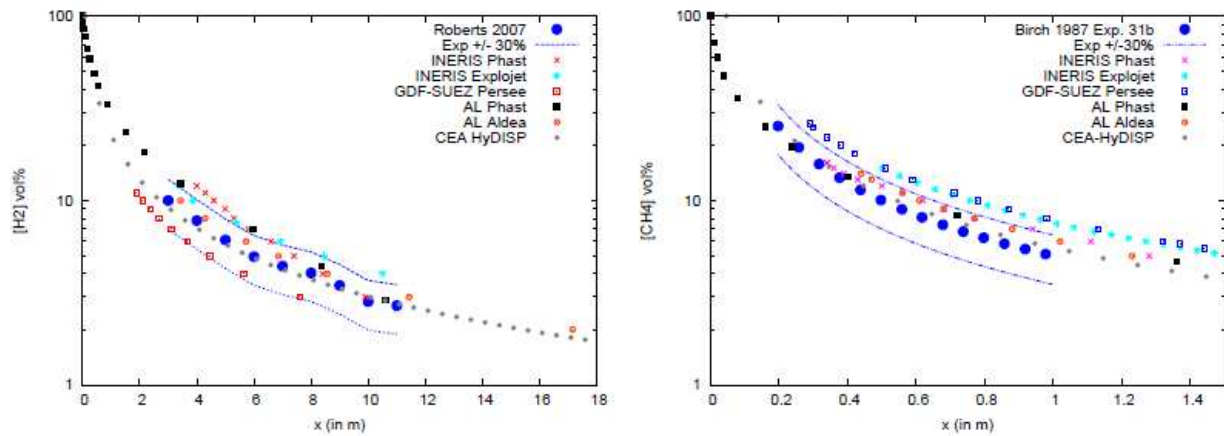 100
10
1
[H2] vol%
0 2 4 6 8 10 12 14 16 18
x (in m)
Roberts 2007
Exp +/- 30%
INERIS Phast
INERIS Explojet
GDF-SUEZ Persee
AL Phast
AL Aldea
CEA HyDISP
100
10
1
[CH4] vol%
0 0.2 0.4 0.6 0.8 1 1.2 1.4
x (in m)
Birch 1987 Exp. 31b
Exp +/-30%
INERIS Phast
INERIS Explojet
GDF-SUEZ Persee
AL Phast
AL Aldea
CEA-HyDISP